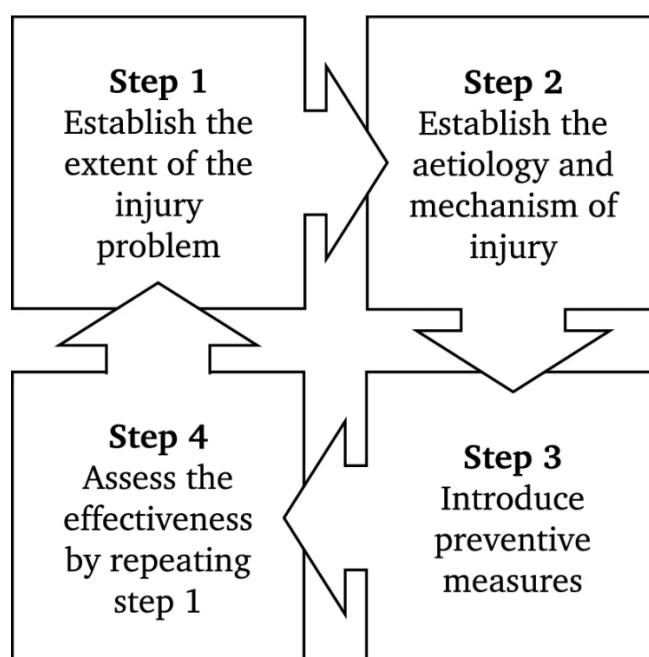 Step 1
Establish the
extent of the
injury
problem
Step 2
Establish the
aetiology and
mechanism of
injury
Step 3
Introduce
preventive
measures
Step 4
Assess the
effectiveness
by repeating
step 1